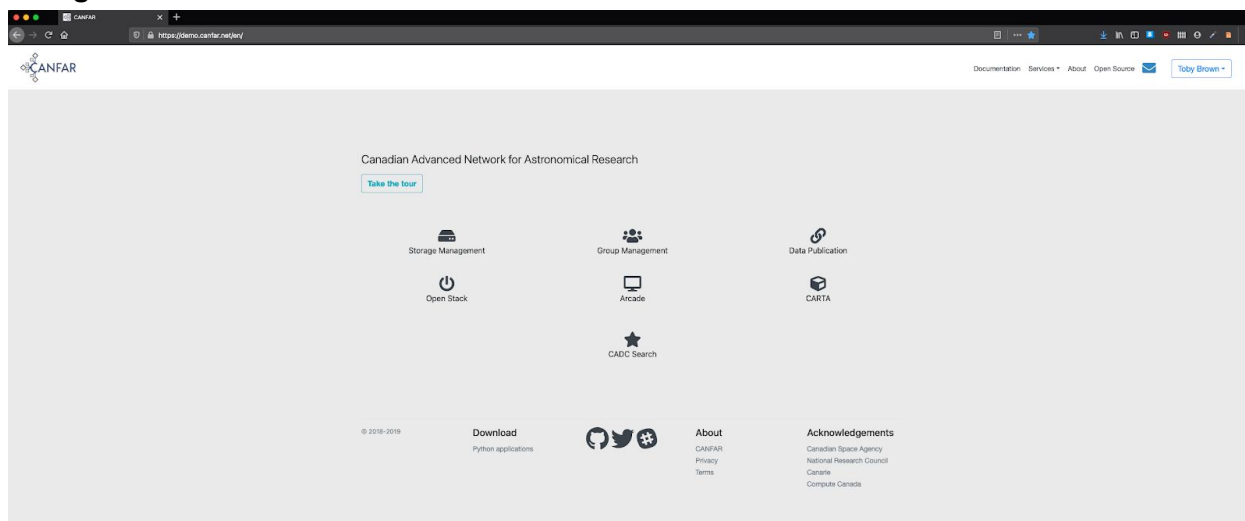 CANFAR
https://demo.canfar.net/en/
CANFAR
Documentation Services About Open Source Toby Brown
Canadian Advanced Network for Astronomical Research
Take the tour
Storage Management Group Management Data Publication
Open Stack Arcade CARTA
CADC Search
© 2018-2019 Download About Acknowledgements
Python applications CANFAR Canadian Space Agency
Privacy National Research Council
Terms Canarie
Compute Canada